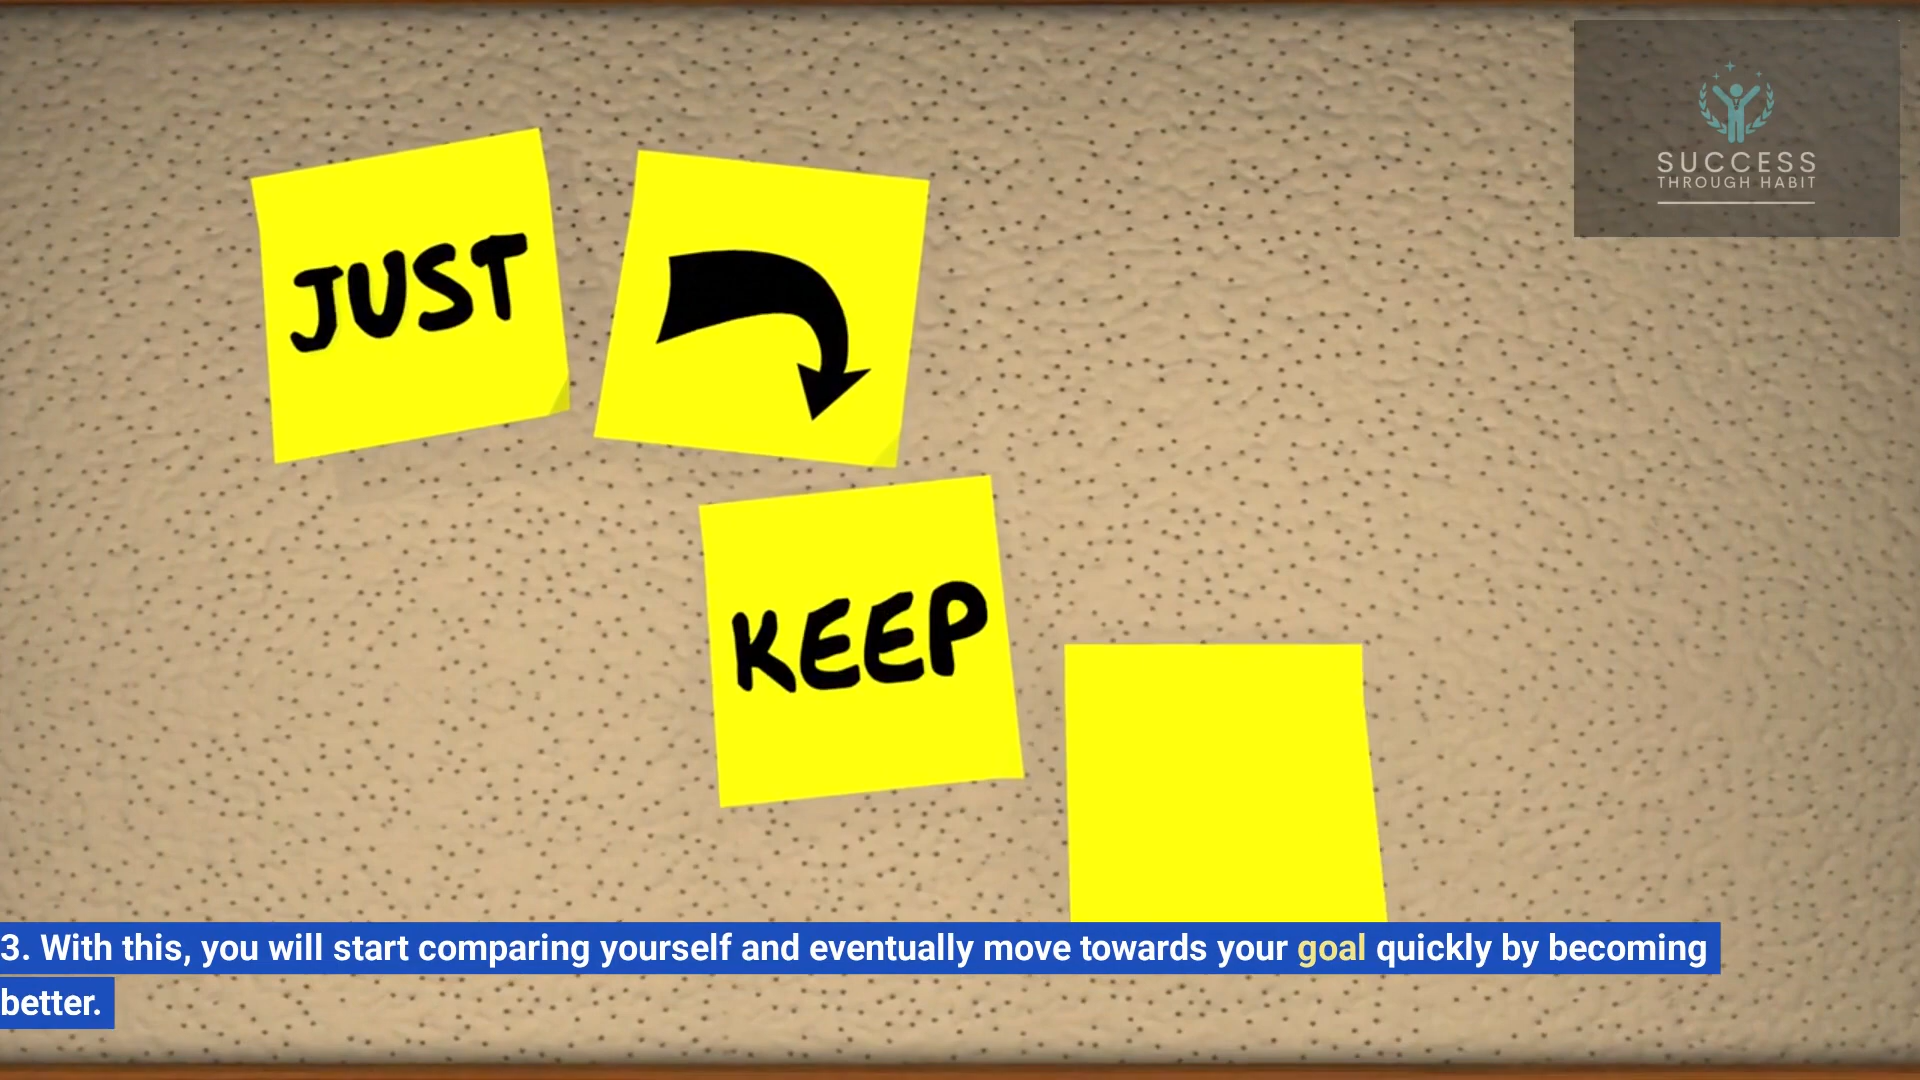 SUCCESS
THROUGH HABIT
JUST
KEEP
3. With this, you will start comparing yourself and eventually move towards your goal quickly by becoming
better.